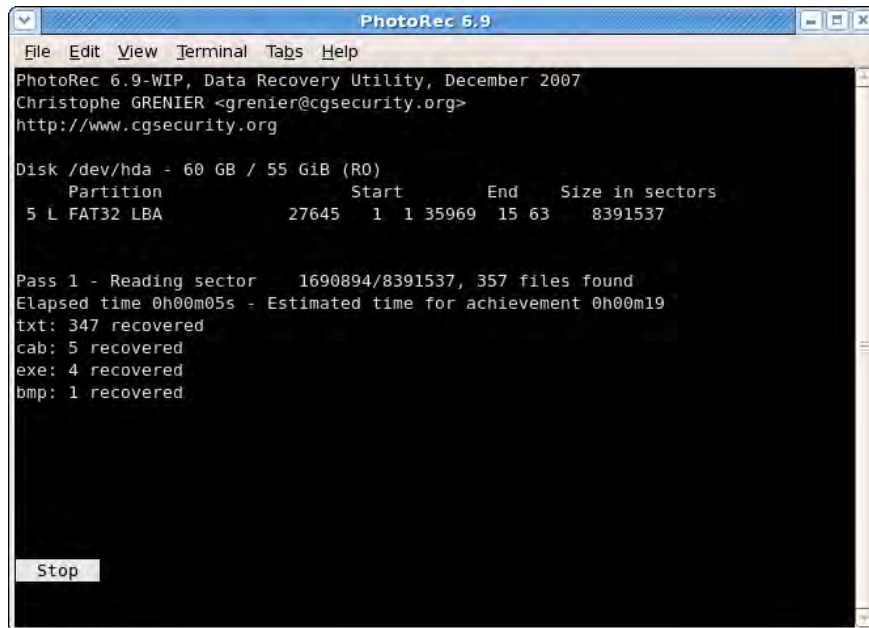 PhotoRec 6.9
File Edit View Terminal Tabs Help
PhotoRec 6.9-WIP, Data Recovery Utility, December 2007
Christophe GRENIER <grenier@cgsecurity.org>
http://www.cgsecurity.org
Disk /dev/hda - 60 GB / 55 GiB (RO)
Partition Start End Size in sectors
5 L FAT32 LBA 27645 1 1 35969 15 63 8391537
Pass 1 - Reading sector 1690894/8391537, 357 files found
Elapsed time 0h00m05s - Estimated time for achievement 0h00m19
txt: 347 recovered
cab: 5 recovered
exe: 4 recovered
bmp: 1 recovered
Stop